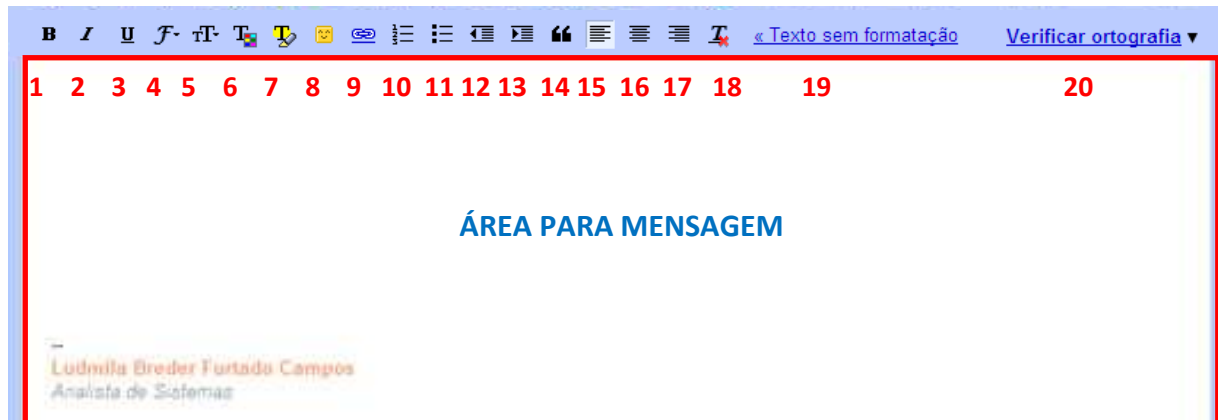 B I U F T T T « Texto sem formatação Verificar ortografia
1 2 3 4 5 6 7 8 9 10 11 12 13 14 15 16 17 18 19 20
ÁREA PARA MENSAGEM
--
Ludmila Breder Furtado Campos
Analista de Sistemas